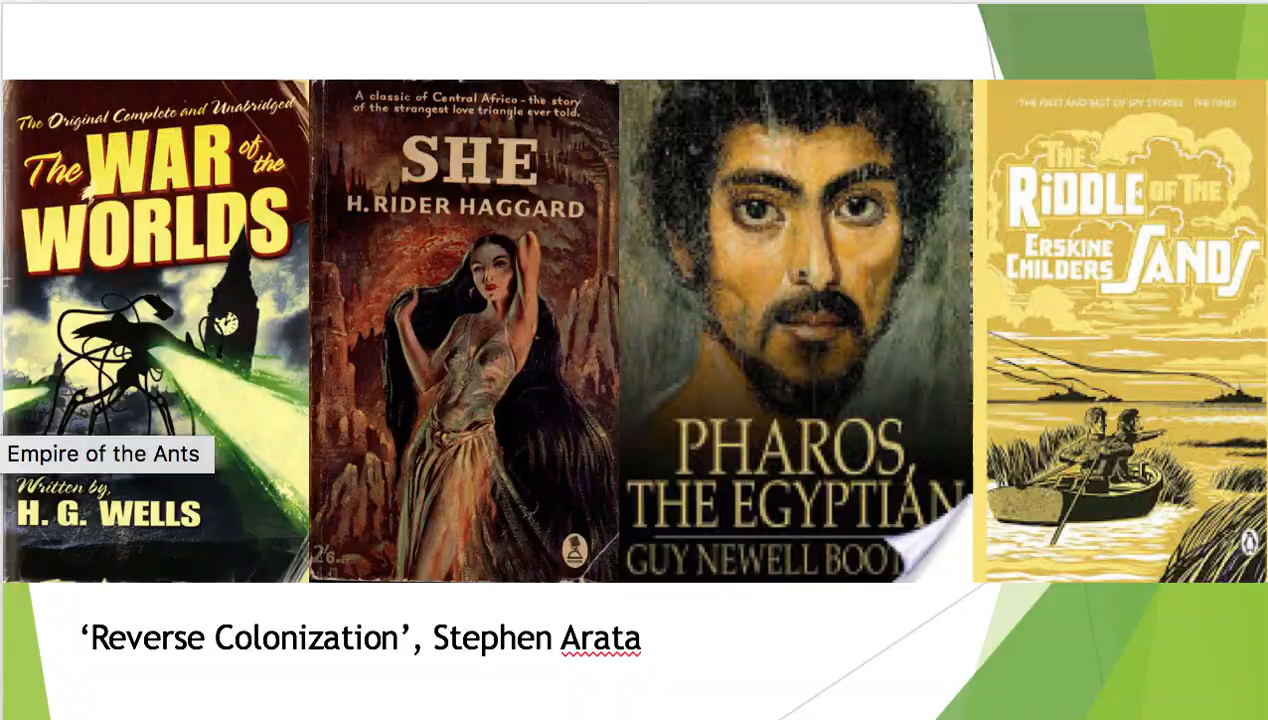 The Original Complete and Unabridged
The WAR of the
WORLDS
Empire of the Ants
Written by,
H. G. WELLS
A classic of Central Africa - the story
of the strangest love triangle ever told.
SHE
H. RIDER HAGGARD
2'6 NET
PHAROS,
THE EGYPTIAN
GUY NEWELL BOOT
'THE FIRST AND BEST OF SPY STORIES' THE TIMES
THE
RiDDLE OF THE
ERSKINE
CHILDERS SANDS
‘Reverse Colonization’, Stephen Arata